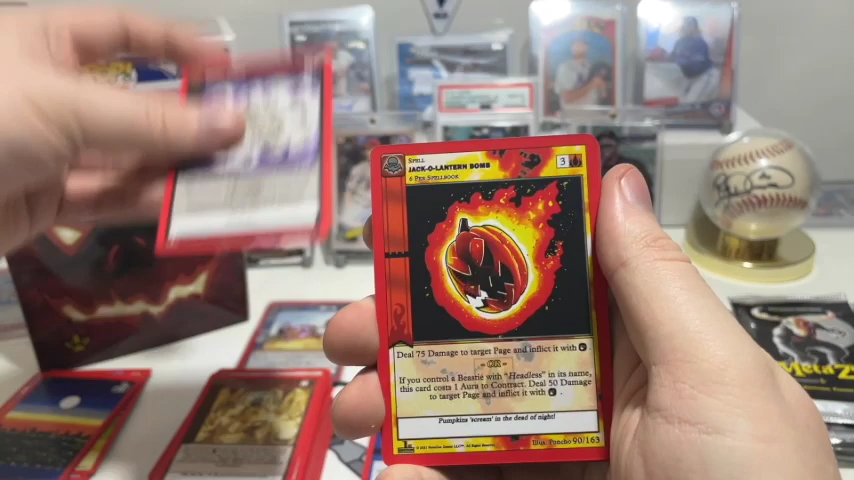 SPELL
JACK-O-LANTERN BOMB
6 PER SPELLBOOK
3
Deal 75 Damage to target Page and inflict it with
- OR -
If you control a Beastie with "Headless" in its name,
this card costs 1 Aura to Contract. Deal 50 Damage
to target Page and inflict it with .
Pumpkins 'scream' in the dead of night!
Illus. Poncho 90/163
MetaZ